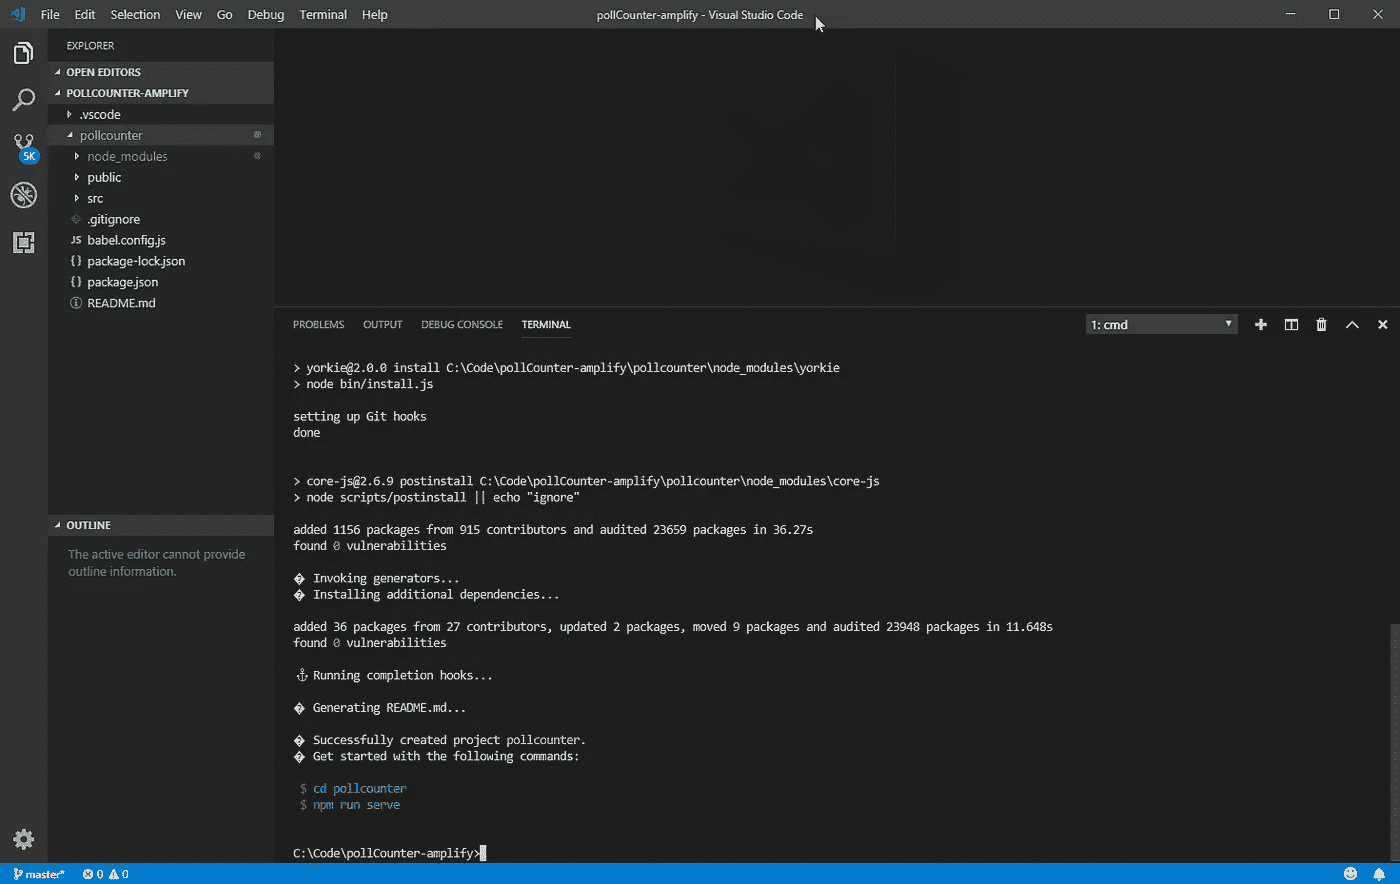 File Edit Selection View Go Debug Terminal Help
pollCounter-amplify - Visual Studio Code
EXPLORER
OPEN EDITORS
POLLCOUNTER-AMPLIFY
.vscode
pollcounter
node_modules
5K
public
src
.gitignore
JS babel.config.js
{} package-lock.json
{} package.json
README.md
OUTLINE
The active editor cannot provide
outline information.
PROBLEMS OUTPUT DEBUG CONSOLE TERMINAL
1: cmd
> yorkie@2.0.0 install C:\Code\pollCounter-amplify\pollcounter\node_modules\yorkie
> node bin/install.js
setting up Git hooks
done
> core-js@2.6.9 postinstall C:\Code\pollCounter-amplify\pollcounter\node_modules\core-js
> node scripts/postinstall || echo "ignore"
added 1156 packages from 915 contributors and audited 23659 packages in 36.27s
found 0 vulnerabilities
� Invoking generators...
� Installing additional dependencies...
added 36 packages from 27 contributors, updated 2 packages, moved 9 packages and audited 23948 packages in 11.648s
found 0 vulnerabilities
⚓ Running completion hooks...
� Generating README.md...
� Successfully created project pollcounter.
� Get started with the following commands:
$ cd pollcounter
$ npm run serve
C:\Code\pollCounter-amplify>
master* 0 0